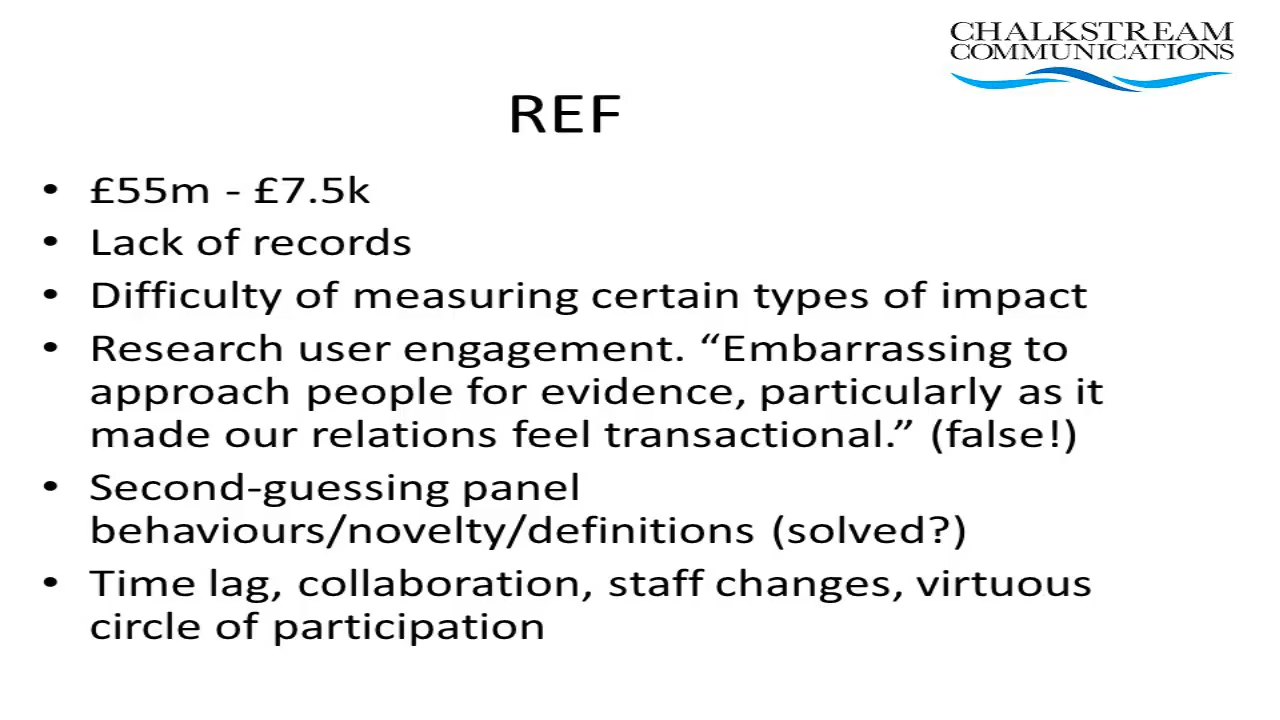 CHALKSTREAM
COMMUNICATIONS
REF
• £55m - £7.5k
• Lack of records
• Difficulty of measuring certain types of impact
• Research user engagement. “Embarrassing to
approach people for evidence, particularly as it
made our relations feel transactional.” (false!)
• Second-guessing panel
behaviours/novelty/definitions (solved?)
• Time lag, collaboration, staff changes, virtuous
circle of participation